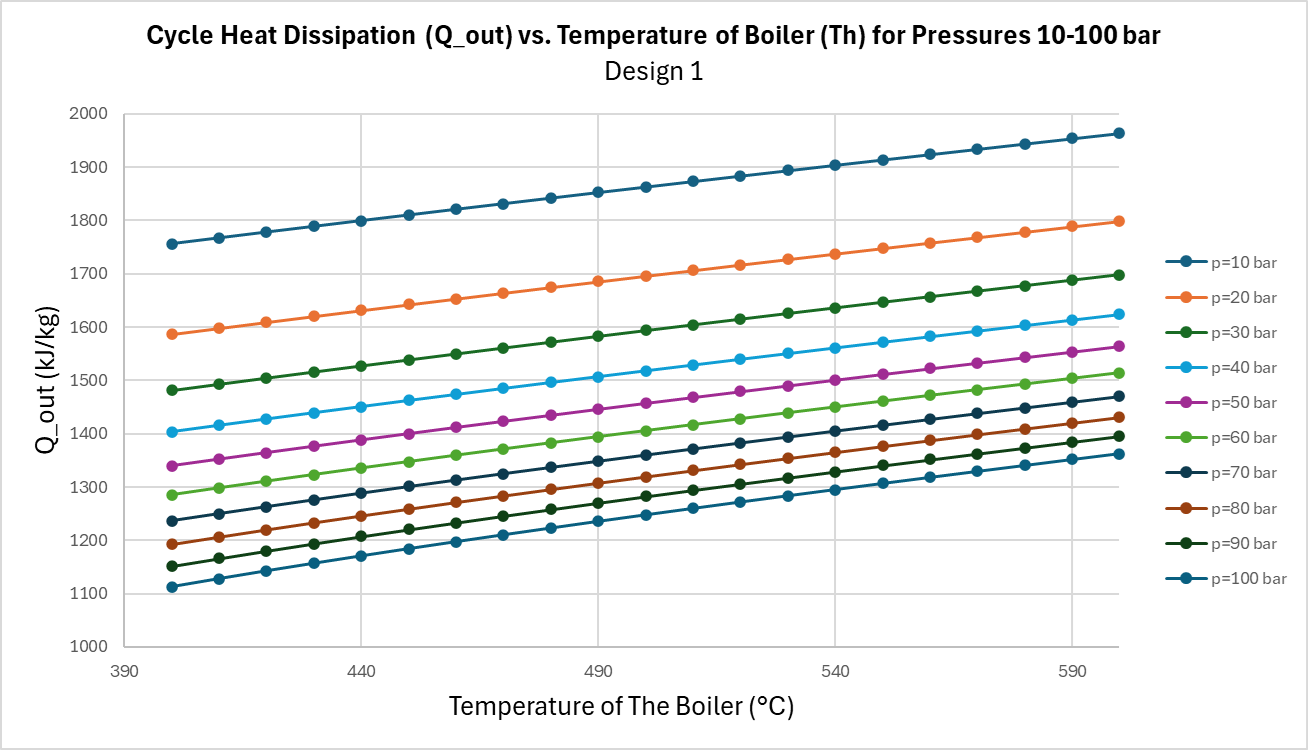 Cycle Heat Dissipation (Q_out) vs. Temperature of Boiler (Th) for Pressures 10-100 bar
Design 1
Q_out (kJ/kg)
2000
1900
1800
1700
1600
1500
1400
1300
1200
1100
1000
390
440
490
540
590
Temperature of The Boiler (°C)
p=10 bar
p=20 bar
p=30 bar
p=40 bar
p=50 bar
p=60 bar
p=70 bar
p=80 bar
p=90 bar
p=100 bar